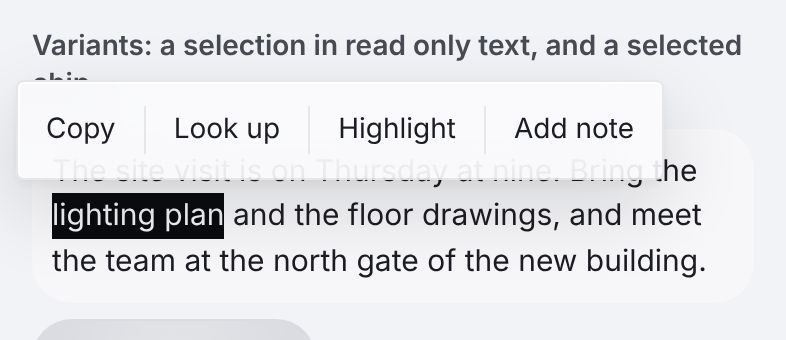 Variants: a selection in read only text, and a selected
chip
Copy Look up Highlight Add note
The site visit is on Thursday at nine. Bring the
lighting plan and the floor drawings, and meet
the team at the north gate of the new building.